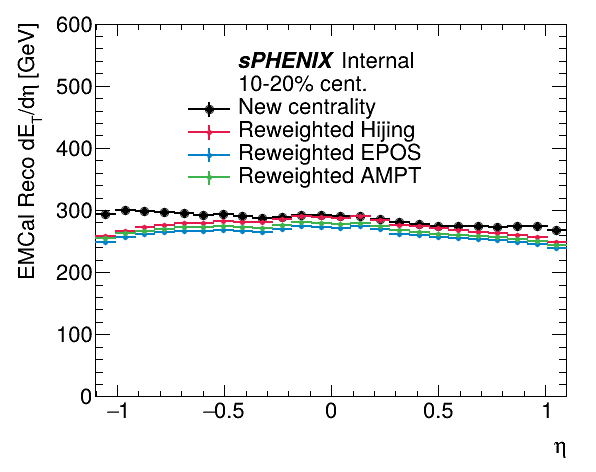 EMCal Reco dE_T/dη [GeV]
600
500
400
300
200
100
0
sPHENIX Internal
10-20% cent.
New centrality
Reweighted Hijing
Reweighted EPOS
Reweighted AMPT
−1 −0.5 0 0.5 1
η